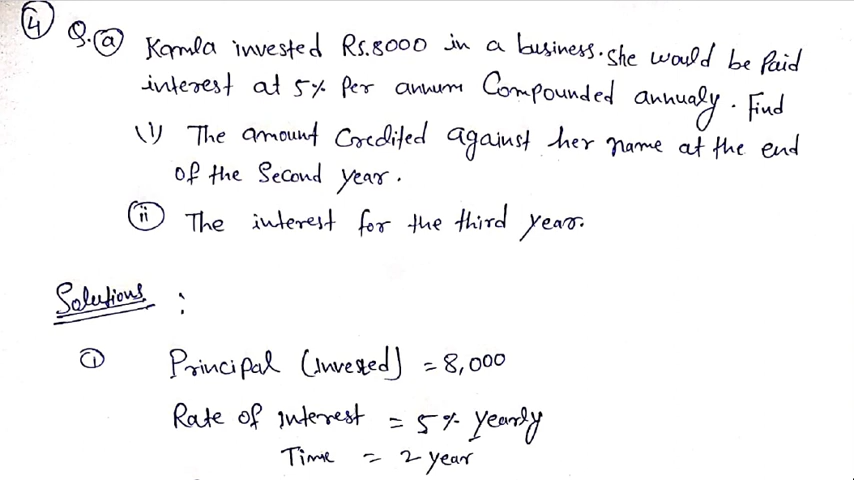 ④ Q.ⓐ Kamla invested Rs.8000 in a business. She would be Paid
interest at 5% Per annum Compounded annualy. Find
(i) The amount Credited against her name at the end
of the Second year.
ⓘⓘ The interest for the third year.
Solutions :
ⓘ Principal (Invested) = 8,000
Rate of interest = 5% Yearly
Time = 2 year